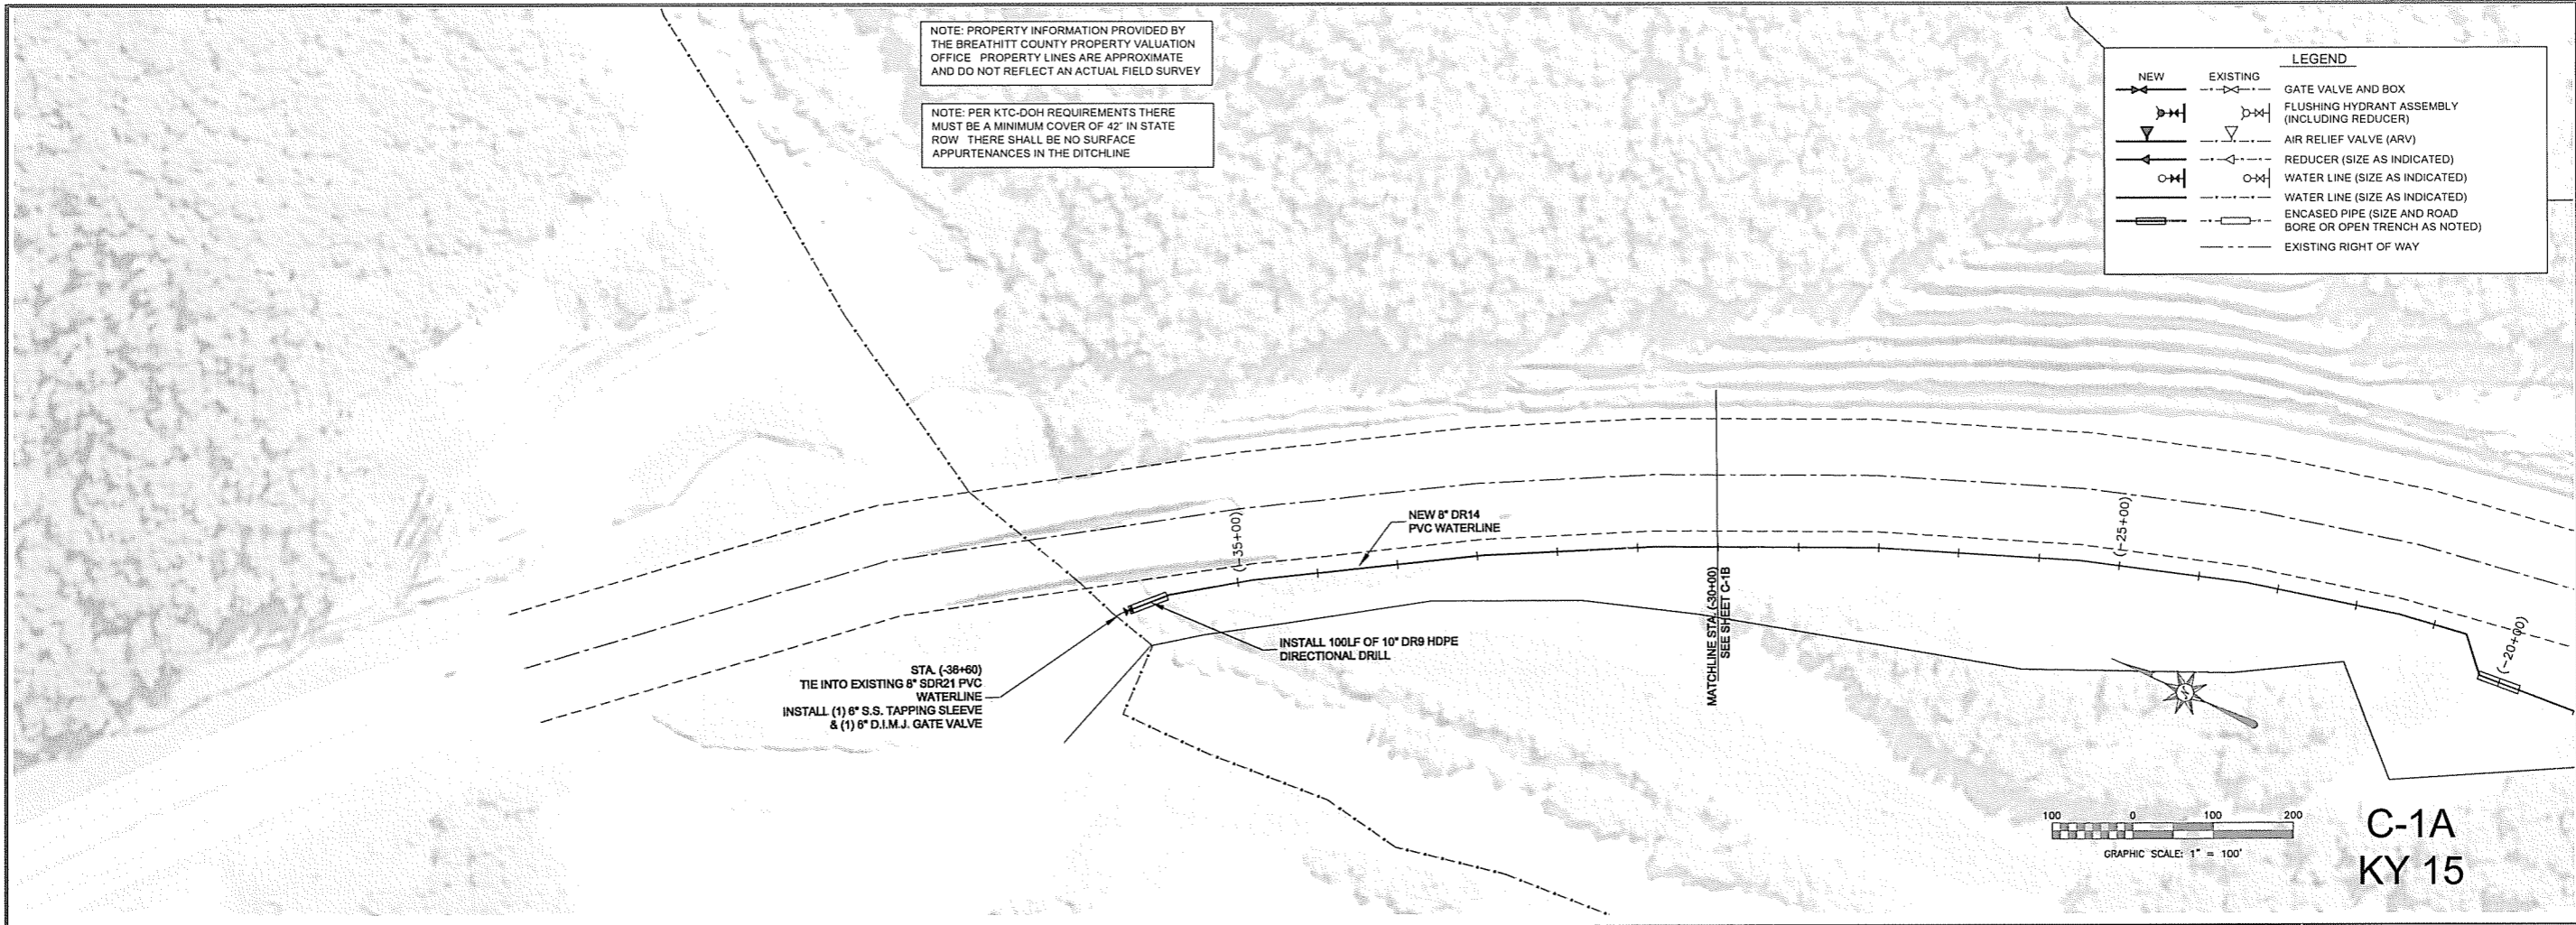 NOTE: PROPERTY INFORMATION PROVIDED BY
THE BREATHITT COUNTY PROPERTY VALUATION
OFFICE PROPERTY LINES ARE APPROXIMATE
AND DO NOT REFLECT AN ACTUAL FIELD SURVEY
NOTE: PER KTC-DOH REQUIREMENTS THERE
MUST BE A MINIMUM COVER OF 42" IN STATE
ROW THERE SHALL BE NO SURFACE
APPURTENANCES IN THE DITCHLINE
LEGEND
NEW EXISTING
GATE VALVE AND BOX
FLUSHING HYDRANT ASSEMBLY
(INCLUDING REDUCER)
AIR RELIEF VALVE (ARV)
REDUCER (SIZE AS INDICATED)
WATER LINE (SIZE AS INDICATED)
WATER LINE (SIZE AS INDICATED)
ENCASED PIPE (SIZE AND ROAD
BORE OR OPEN TRENCH AS NOTED)
EXISTING RIGHT OF WAY
(-35+00)
NEW 8" DR14
PVC WATERLINE
(-25+00)
MATCHLINE STA. (-30+00)
SEE SHEET C-1B
(-20+00)
INSTALL 100LF OF 10" DR9 HDPE
DIRECTIONAL DRILL
STA. (-36+60)
TIE INTO EXISTING 8" SDR21 PVC
WATERLINE
INSTALL (1) 6" S.S. TAPPING SLEEVE
& (1) 6" D.I.M.J. GATE VALVE
N
100 0 100 200
GRAPHIC SCALE: 1" = 100'
C-1A
KY 15